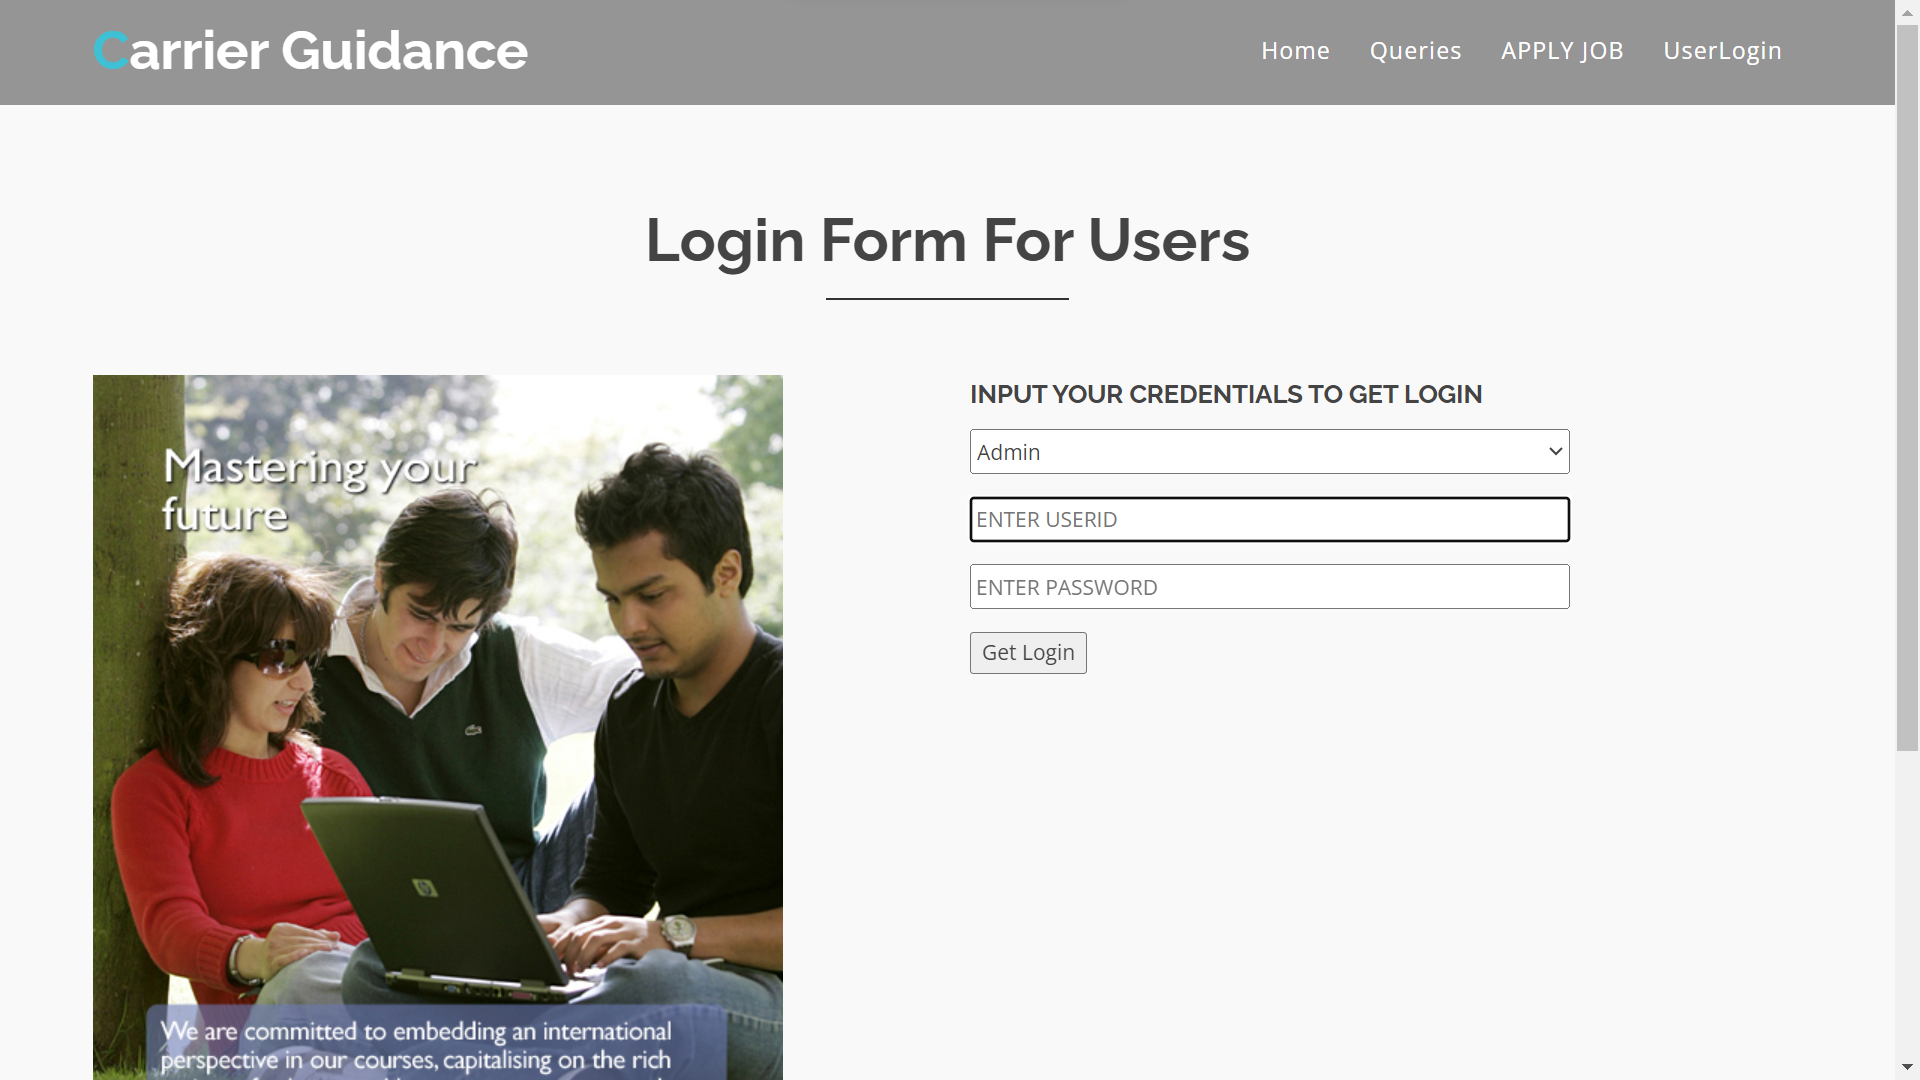 Carrier Guidance
Home Queries APPLY JOB UserLogin
Login Form For Users
Mastering your
future
We are committed to embedding an international
perspective in our courses, capitalising on the rich
INPUT YOUR CREDENTIALS TO GET LOGIN
Admin
ENTER USERID
ENTER PASSWORD
Get Login